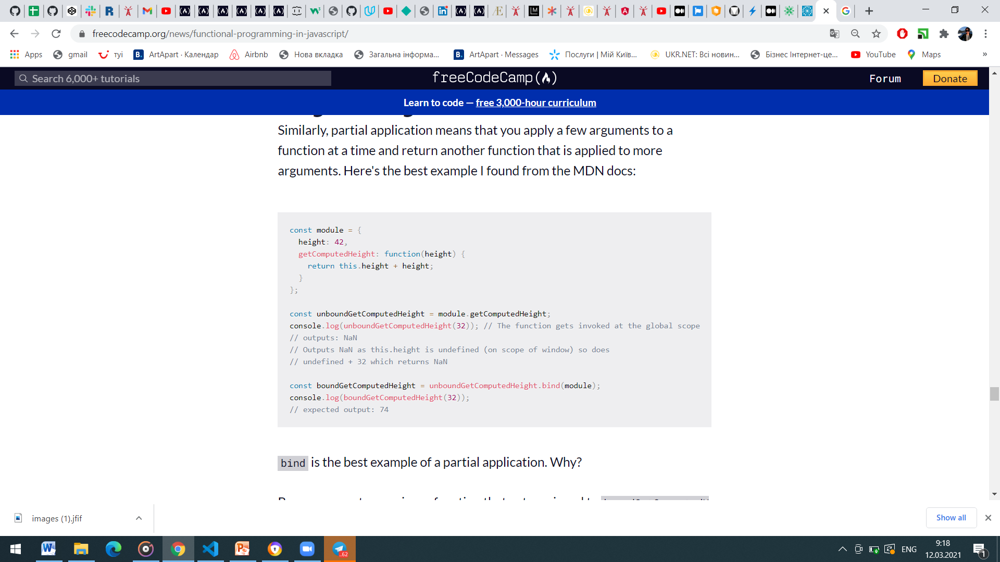 freecodecamp.org/news/functional-programming-in-javascript/
Apps gmail туі ArtApart · Календар Airbnb Нова вкладка Загальна інформа... ArtApart · Messages Послуги | Мій Київ... UKR.NET: Всі новин... Бізнес Інтернет-це... YouTube Maps »
Search 6,000+ tutorials
freeCodeCamp
Forum
Donate
Learn to code — free 3,000-hour curriculum
Similarly, partial application means that you apply a few arguments to a
function at a time and return another function that is applied to more
arguments. Here's the best example I found from the MDN docs:
const module = {
  height: 42,
  getComputedHeight: function(height) {
    return this.height + height;
  }
};
const unboundGetComputedHeight = module.getComputedHeight;
console.log(unboundGetComputedHeight(32)); // The function gets invoked at the global scope
// outputs: NaN
// Outputs NaN as this.height is undefined (on scope of window) so does
// undefined + 32 which returns NaN
const boundGetComputedHeight = unboundGetComputedHeight.bind(module);
console.log(boundGetComputedHeight(32));
// expected output: 74
bind is the best example of a partial application. Why?
images (1).jfif
Show all
ENG
9:18
12.03.2021
1
..62